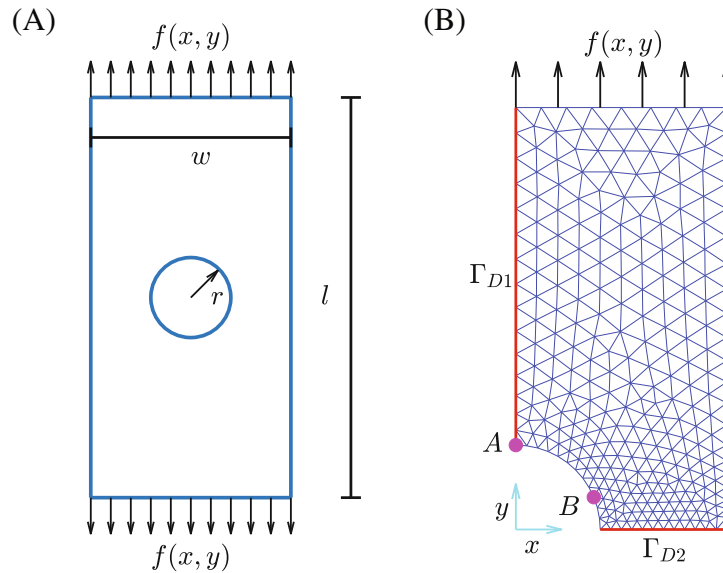 (A)
f(x, y)
w
r
l
f(x, y)
(B)
f(x, y)
Γ_{D1}
A
B
y
x
Γ_{D2}